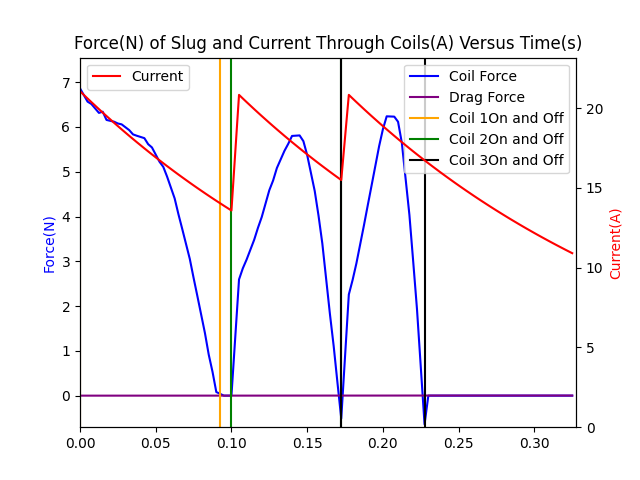 Force(N) of Slug and Current Through Coils(A) Versus Time(s)
Current
Coil Force
Drag Force
Coil 1On and Off
Coil 2On and Off
Coil 3On and Off
Force(N)
7
6
5
4
3
2
1
0
Current(A)
20
15
10
5
0
0.00 0.05 0.10 0.15 0.20 0.25 0.30